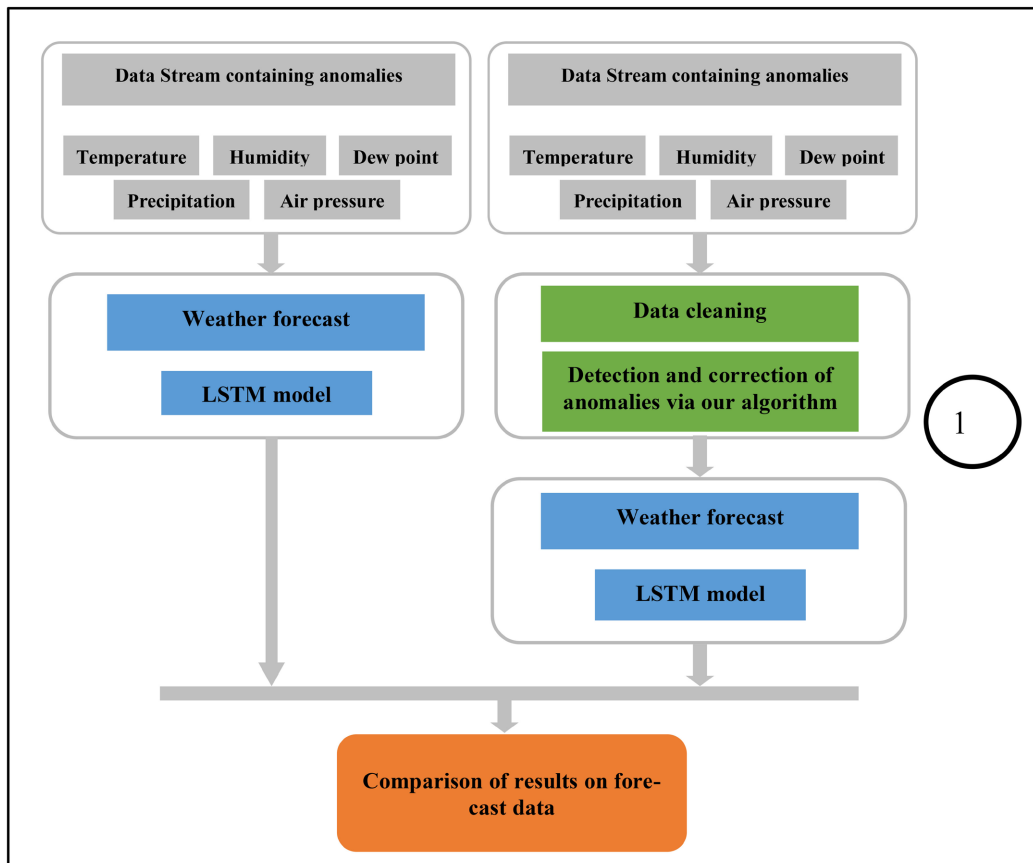 Data Stream containing anomalies
Temperature
Humidity
Dew point
Precipitation
Air pressure
Weather forecast
LSTM model
Data Stream containing anomalies
Temperature
Humidity
Dew point
Precipitation
Air pressure
Data cleaning
Detection and correction of
anomalies via our algorithm
1
Weather forecast
LSTM model
Comparison of results on fore-
cast data